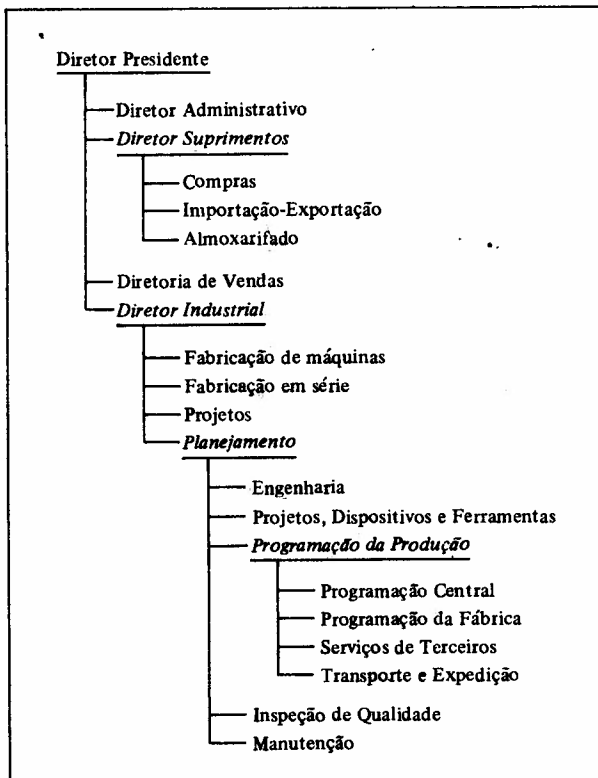 Diretor Presidente
Diretor Administrativo
Diretor Suprimentos
Compras
Importação-Exportação
Almoxarifado
Diretoria de Vendas
Diretor Industrial
Fabricação de máquinas
Fabricação em série
Projetos
Planejamento
Engenharia
Projetos, Dispositivos e Ferramentas
Programação da Produção
Programação Central
Programação da Fábrica
Serviços de Terceiros
Transporte e Expedição
Inspeção de Qualidade
Manutenção